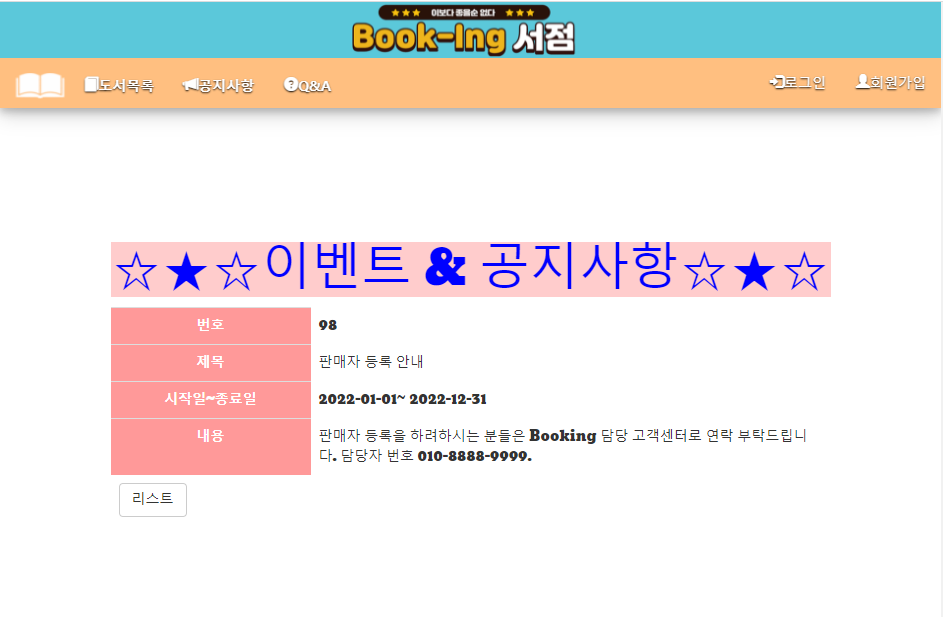 ★★★ 이보다 좋을순 없다 ★★★
Book-Ing 서점
도서목록 공지사항 Q&A 로그인 회원가입
☆★☆이벤트 & 공지사항☆★☆
번호 98
제목 판매자 등록 안내
시작일~종료일 2022-01-01~ 2022-12-31
내용 판매자 등록을 하려하시는 분들은 Booking 담당 고객센터로 연락 부탁드립니
다. 담당자 번호 010-8888-9999.
리스트